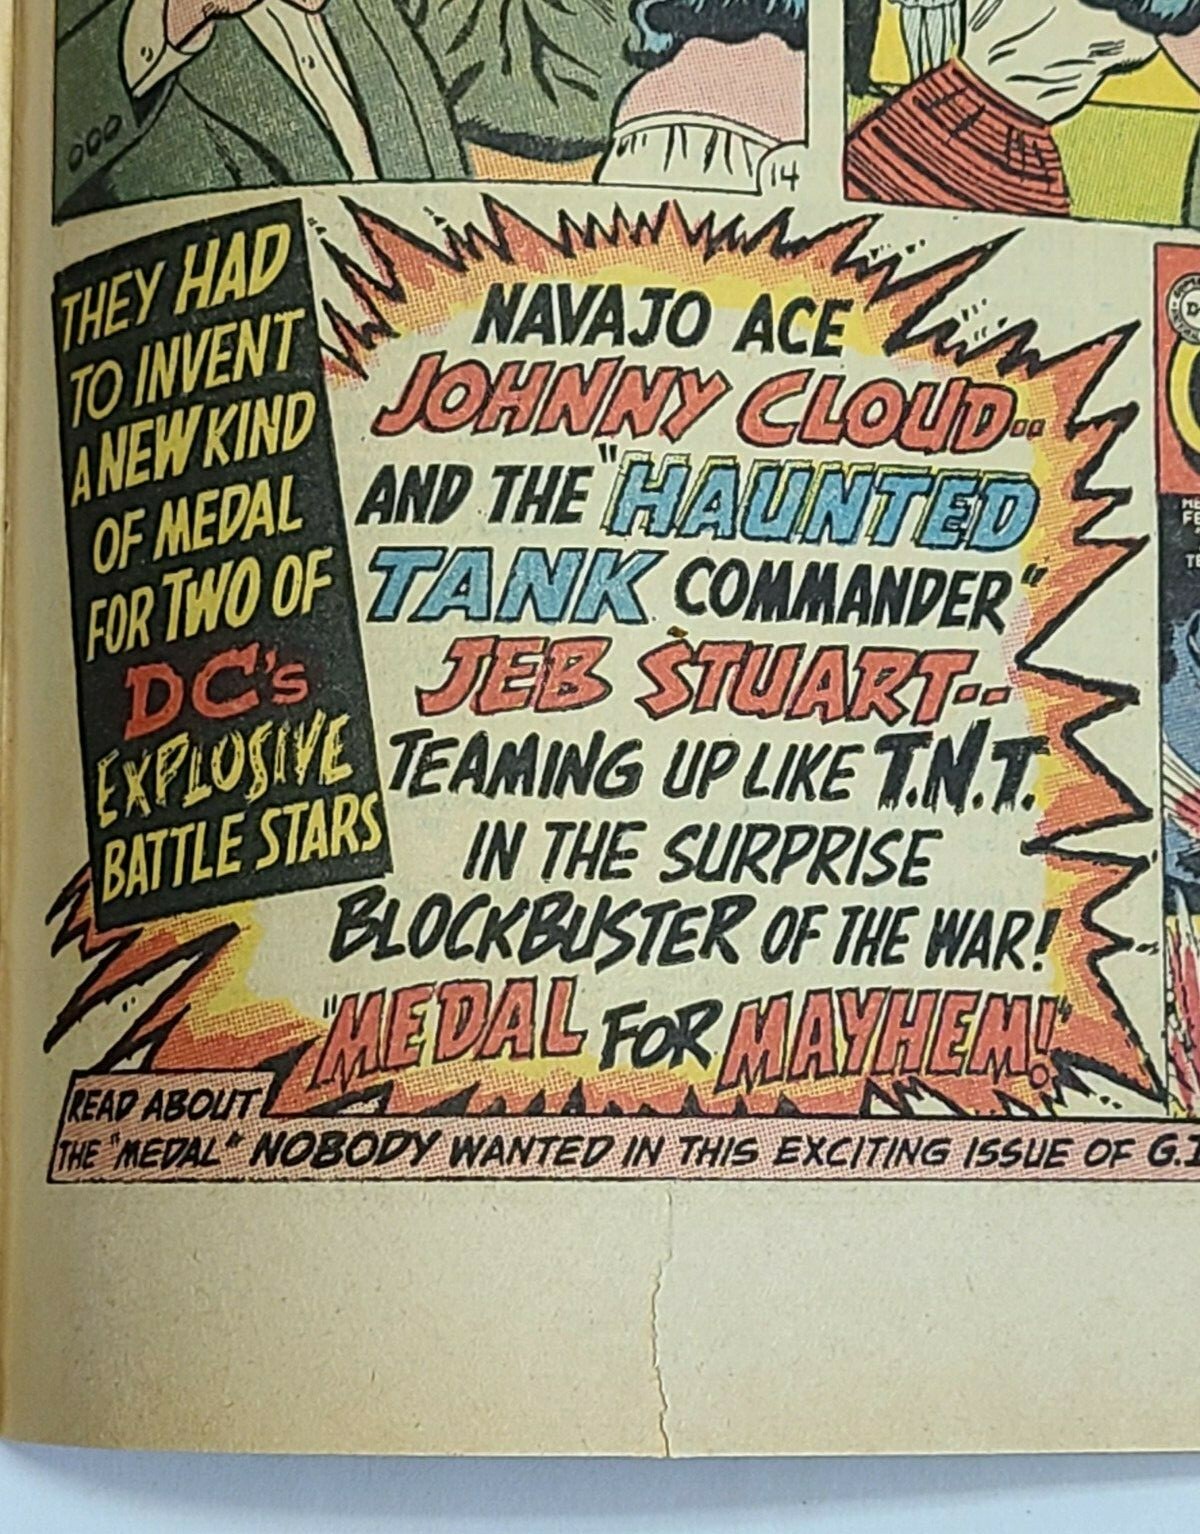 14
THEY HAD
TO INVENT
A NEW KIND
OF MEDAL
FOR TWO OF
DC's
EXPLOSIVE
BATTLE STARS
NAVAJO ACE
JOHNNY CLOUD--
AND THE "HAUNTED
TANK COMMANDER"
JEB STUART--
TEAMING UP LIKE T.N.T.
IN THE SURPRISE
BLOCKBUSTER OF THE WAR!
"MEDAL FOR MAYHEM!"
READ ABOUT
THE "MEDAL" NOBODY WANTED IN THIS EXCITING ISSUE OF G.I